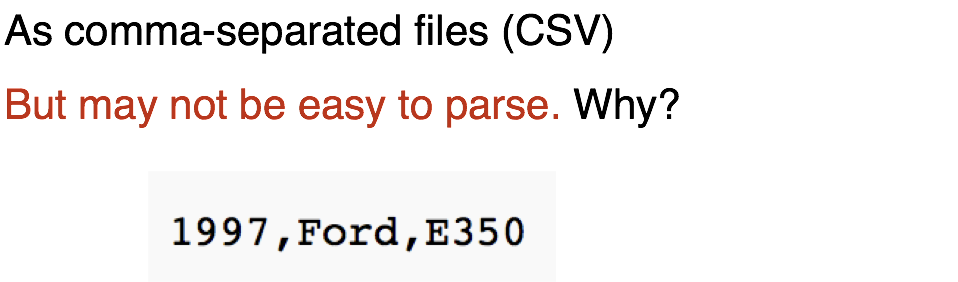 As comma-separated files (CSV)
But may not be easy to parse. Why?
1997,Ford,E350